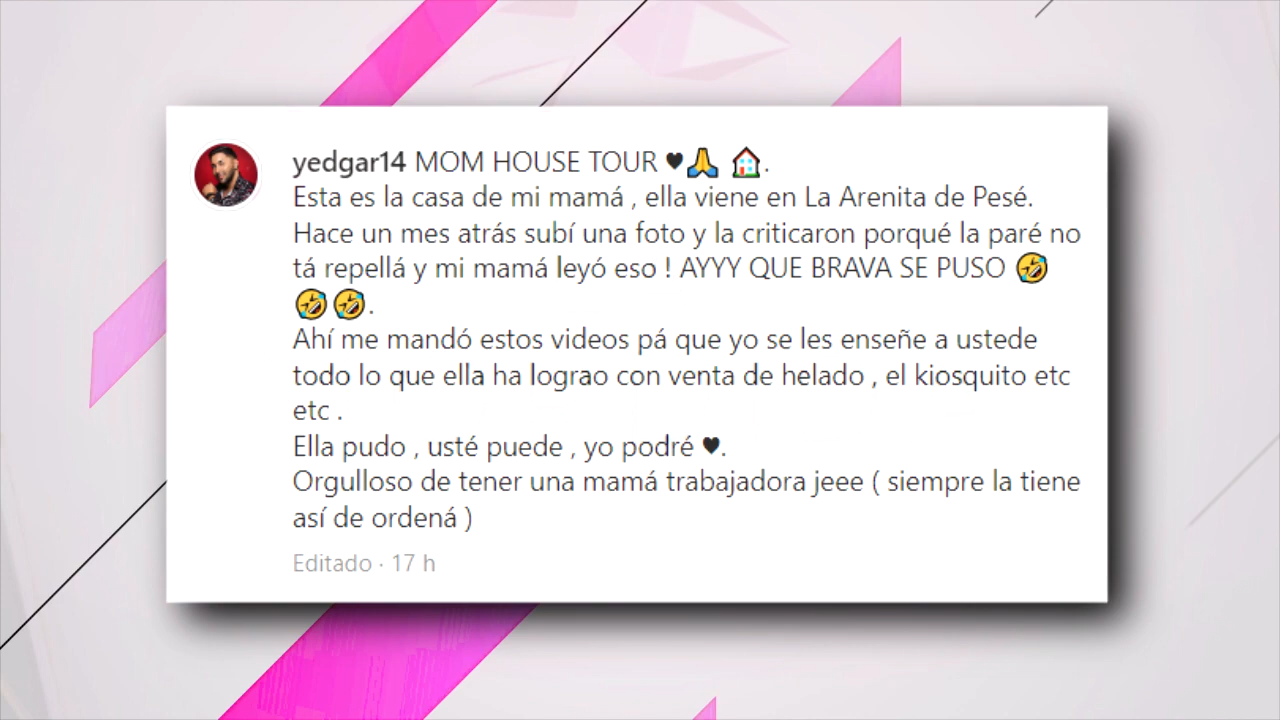 yedgar14 MOM HOUSE TOUR ♥🙏 🏠.
Esta es la casa de mi mamá , ella viene en La Arenita de Pesé.
Hace un mes atrás subí una foto y la criticaron porqué la paré no
tá repellá y mi mamá leyó eso ! AYYY QUE BRAVA SE PUSO 🤣
🤣🤣.
Ahí me mandó estos videos pá que yo se les enseñe a ustede
todo lo que ella ha lograo con venta de helado , el kiosquito etc
etc .
Ella pudo , usté puede , yo podré ♥.
Orgulloso de tener una mamá trabajadora jeee ( siempre la tiene
así de ordená )
Editado · 17 h